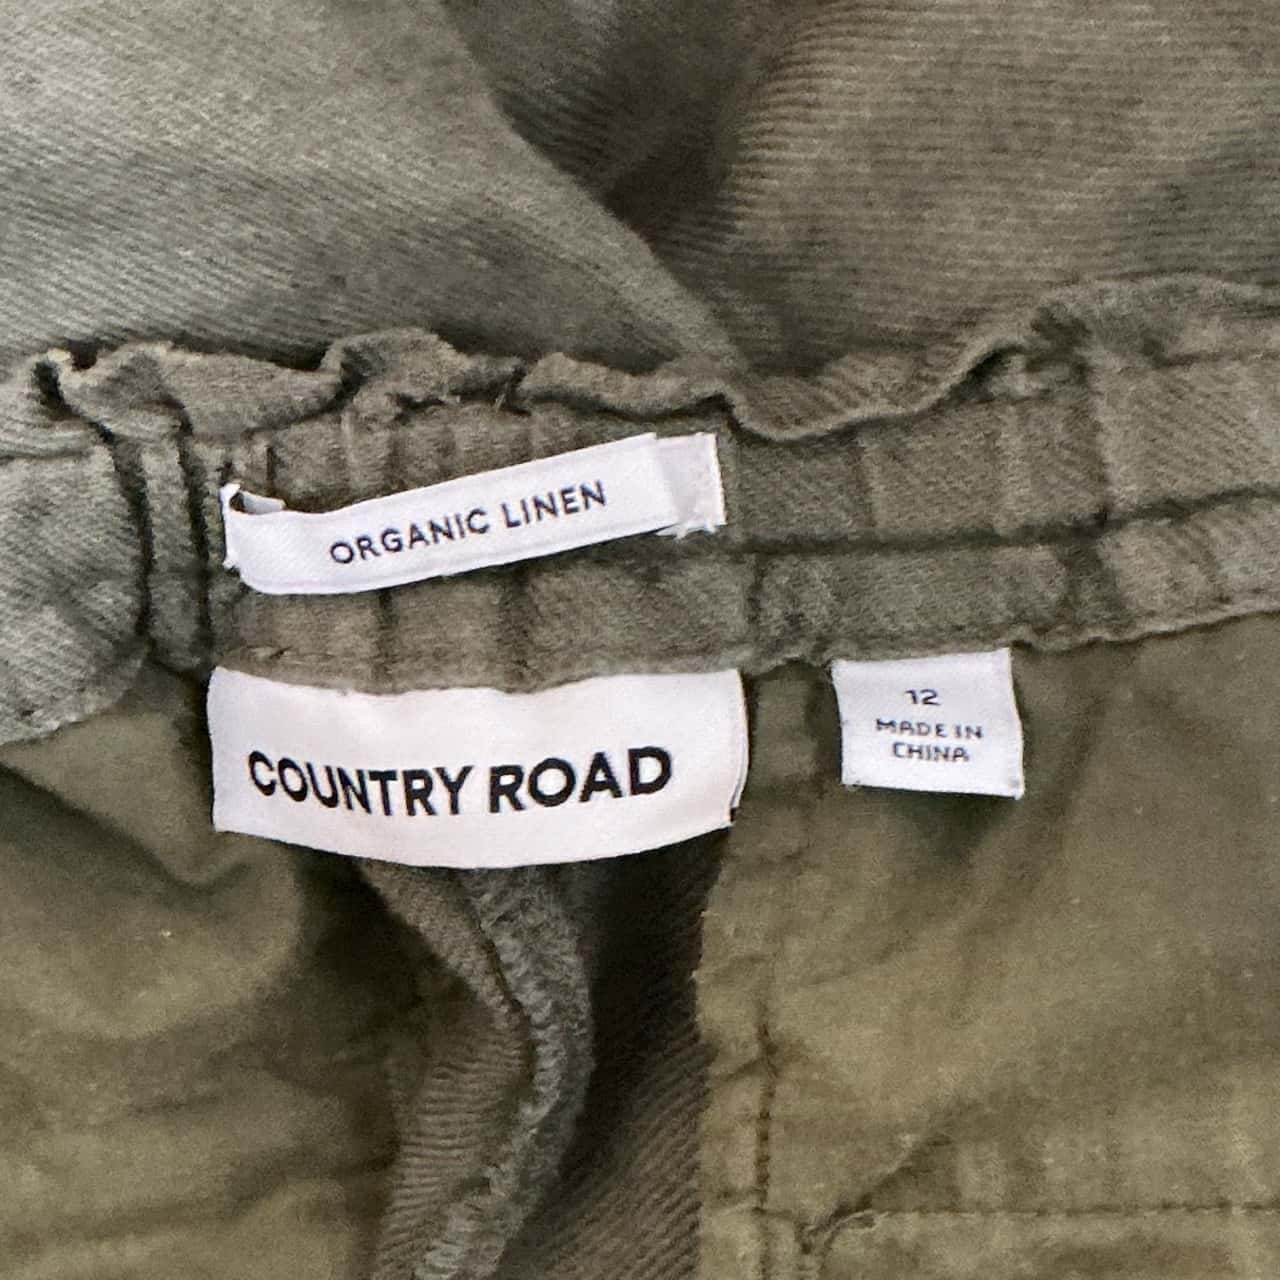 ORGANIC LINEN
COUNTRY ROAD
12
MADE IN
CHINA